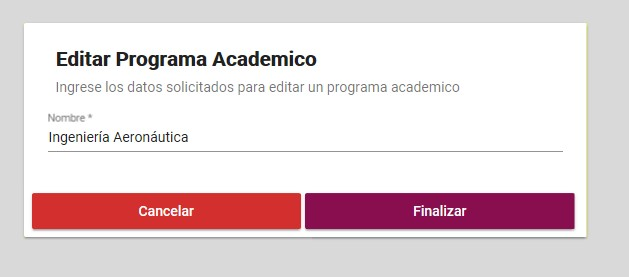 Editar Programa Academico
Ingrese los datos solicitados para editar un programa academico
Nombre *
Ingeniería Aeronáutica
Cancelar
Finalizar